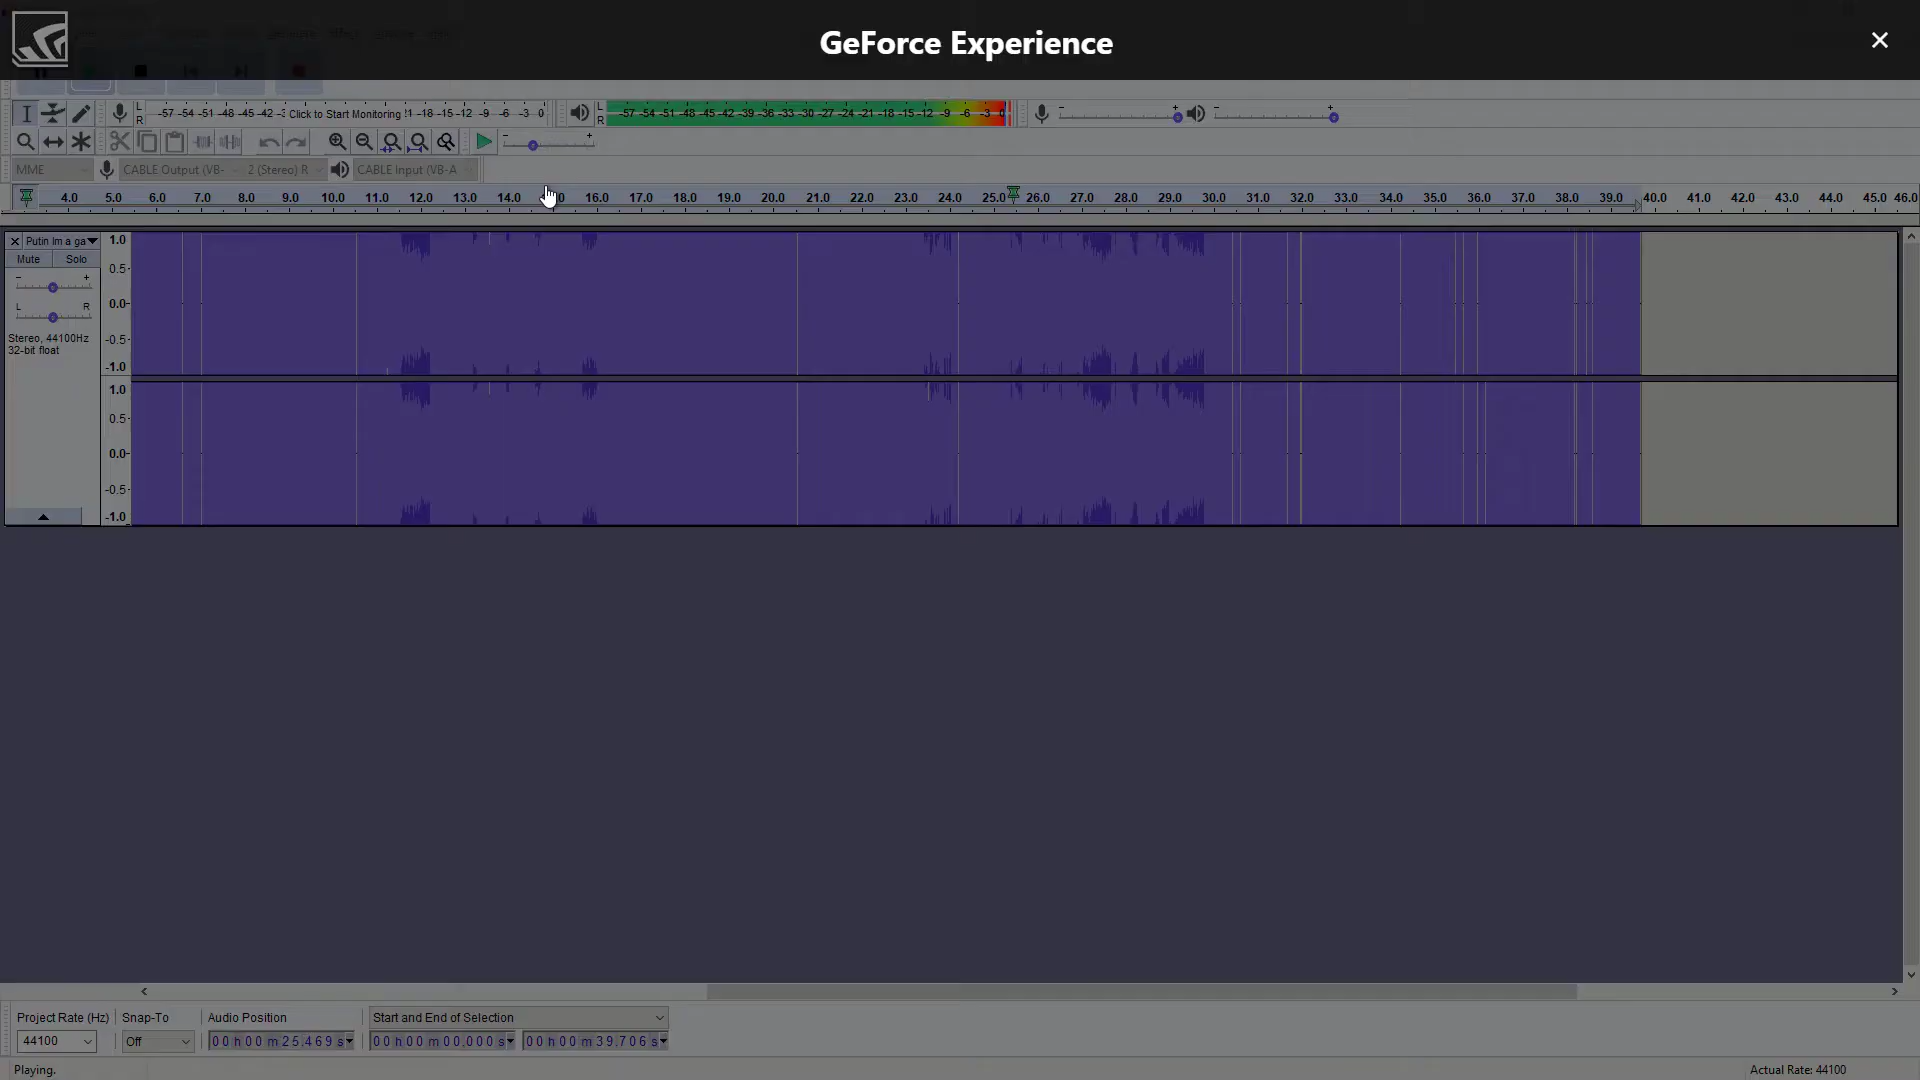 GeForce Experience
L
R
-57 -54 -51 -48 -45 -42 -3 Click to Start Monitoring !1 -18 -15 -12 -9 -6 -3 0
L
R
-57 -54 -51 -48 -45 -42 -39 -36 -33 -30 -27 -24 -21 -18 -15 -12 -9 -6 -3 0
MME
CABLE Output (VB-
2 (Stereo) R
CABLE Input (VB-A
4.0 5.0 6.0 7.0 8.0 9.0 10.0 11.0 12.0 13.0 14.0 16.0 17.0 18.0 19.0 20.0 21.0 22.0 23.0 24.0 25.0 26.0 27.0 28.0 29.0 30.0 31.0 32.0 33.0 34.0 35.0 36.0 37.0 38.0 39.0 40.0 41.0 42.0 43.0 44.0 45.0 46.0
Putin Im a ga
Mute Solo
L R
Stereo, 44100Hz
32-bit float
1.0
0.5
0.0
-0.5
-1.0
1.0
0.5
0.0
-0.5
-1.0
Project Rate (Hz) Snap-To Audio Position Start and End of Selection
44100 Off 00 h 00 m 25.469 s 00 h 00 m 00.000 s 00 h 00 m 39.706 s
Playing. Actual Rate: 44100